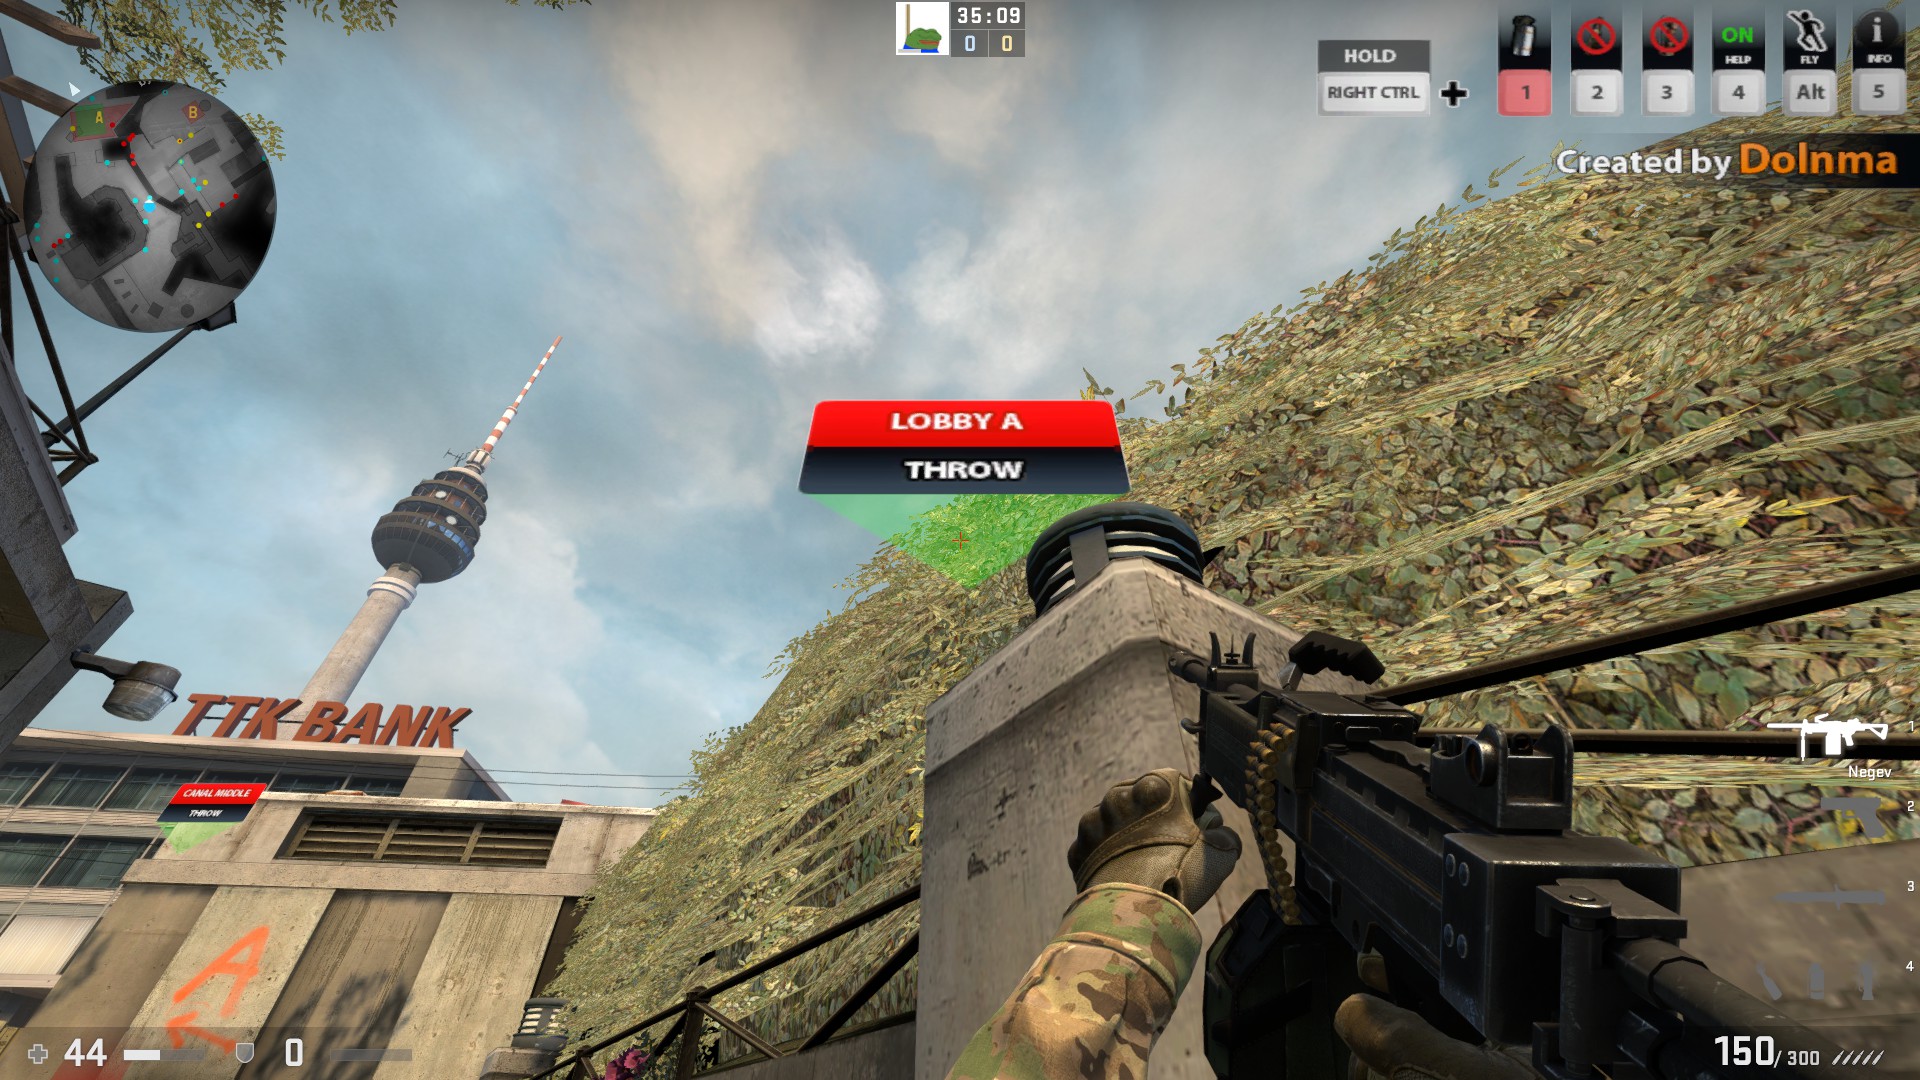 35:09
0 0
HOLD
RIGHT CTRL
1 2 3 4 Alt 5
ON
HELP
FLY
i
INFO
Created by Dolnma
A
B
LOBBY A
THROW
TTK BANK
CANAL MIDDLE
THROW
A
1
Negev
2
3
4
44
0
150/ 300